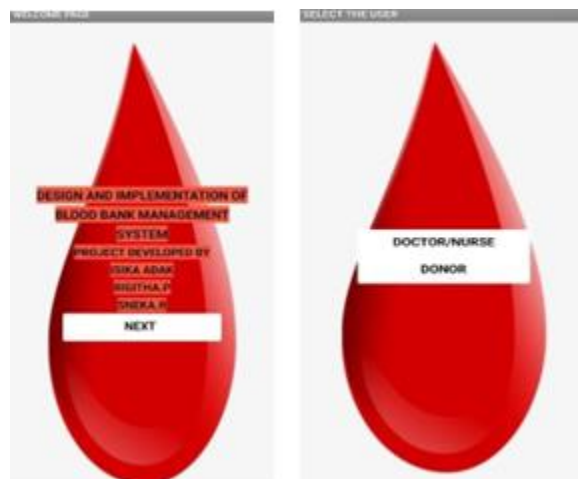 WELCOME PAGE
DESIGN AND IMPLEMENTATION OF
BLOOD BANK MANAGEMENT
SYSTEM
PROJECT DEVELOPED BY
ISIKA ADAK
RIGITHA.P
SNEKA.R
NEXT
SELECT THE USER
DOCTOR/NURSE
DONOR